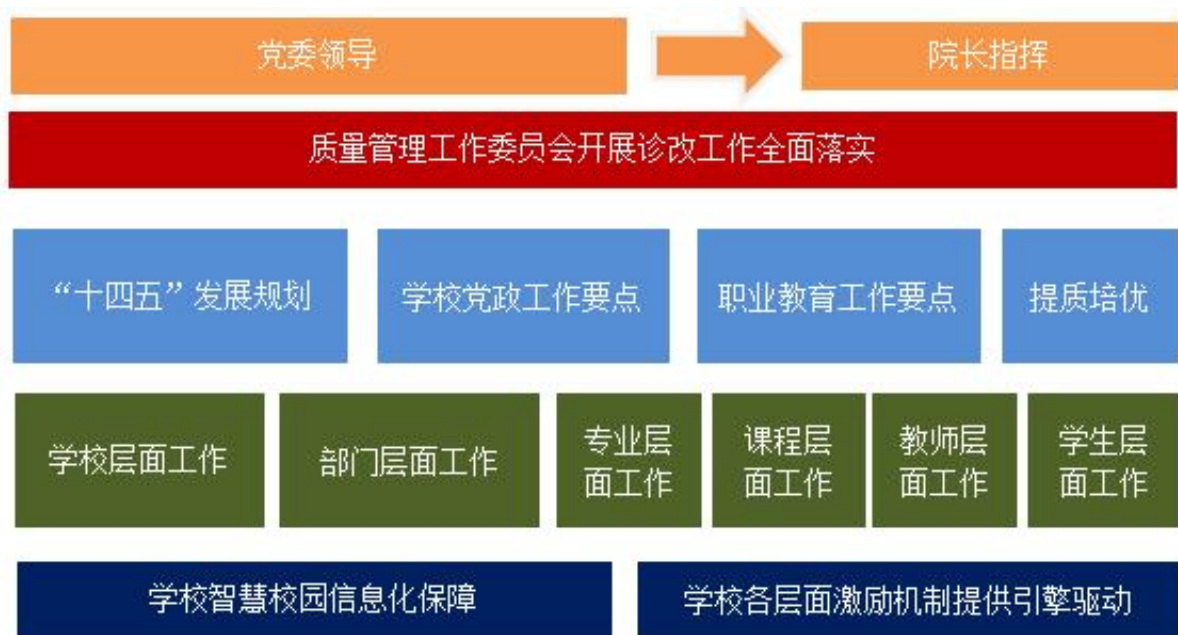 党委领导
院长指挥
质量管理工作委员会开展诊改工作全面落实
“十四五”发展规划
学校党政工作要点
职业教育工作要点
提质培优
学校层面工作
部门层面工作
专业层
面工作
课程层
面工作
教师层
面工作
学生层
面工作
学校智慧校园信息化保障
学校各层面激励机制提供引擎驱动